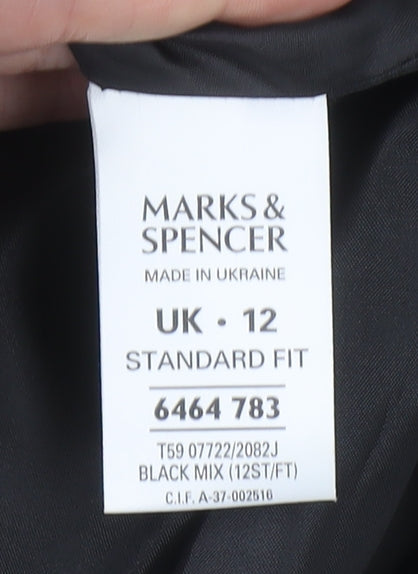 MARKS &
SPENCER
MADE IN UKRAINE
UK • 12
STANDARD FIT
6464 783
T59 07722/2082J
BLACK MIX (12ST/FT)
C.I.F. A-37-002516